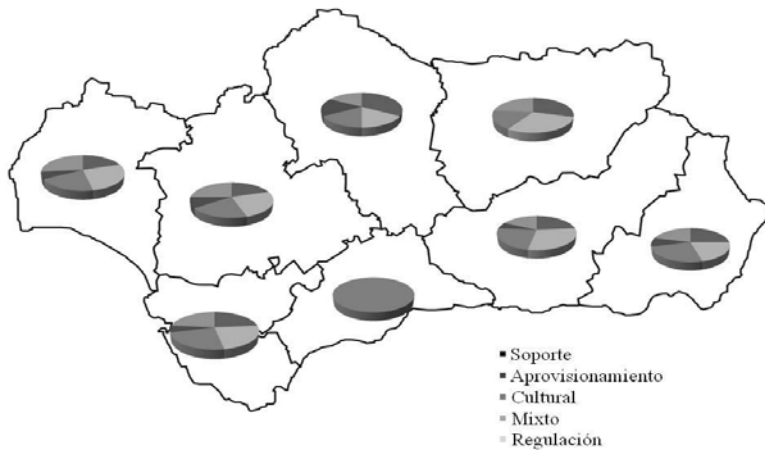 Soporte
Aprovisionamiento
Cultural
Mixto
Regulación